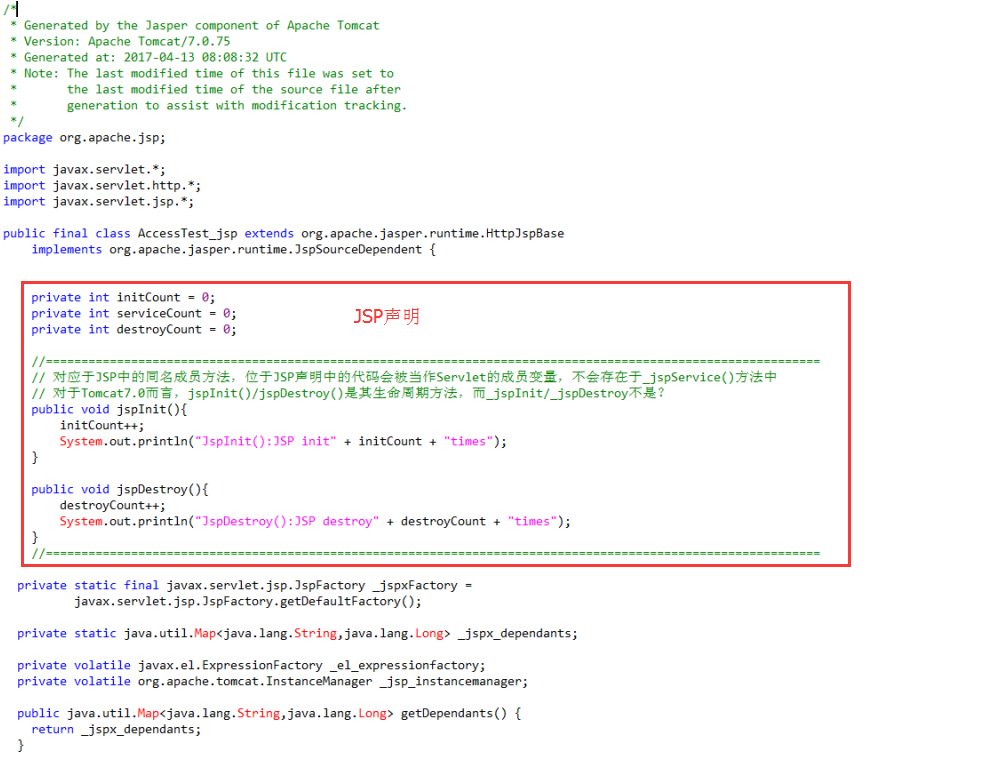 /*
 * Generated by the Jasper component of Apache Tomcat
 * Version: Apache Tomcat/7.0.75
 * Generated at: 2017-04-13 08:08:32 UTC
 * Note: The last modified time of this file was set to
 *       the last modified time of the source file after
 *       generation to assist with modification tracking.
 */
package org.apache.jsp;

import javax.servlet.*;
import javax.servlet.http.*;
import javax.servlet.jsp.*;

public final class AccessTest_jsp extends org.apache.jasper.runtime.HttpJspBase
    implements org.apache.jasper.runtime.JspSourceDependent {

    private int initCount = 0;
    private int serviceCount = 0;
JSP声明
    private int destroyCount = 0;

    //=============================================================================================================
    // 对应于JSP中的同名成员方法，位于JSP声明中的代码会被当作Servlet的成员变量，不会存在于_jspService()方法中
    // 对于Tomcat7.0而言，jspInit()/jspDestroy()是其生命周期方法，而_jspInit/_jspDestroy不是？
    public void jspInit(){
        initCount++;
        System.out.println("JspInit():JSP init" + initCount + "times");
    }

    public void jspDestroy(){
        destroyCount++;
        System.out.println("JspDestroy():JSP destroy" + destroyCount + "times");
    }
    //=============================================================================================================

  private static final javax.servlet.jsp.JspFactory _jspxFactory =
          javax.servlet.jsp.JspFactory.getDefaultFactory();

  private static java.util.Map<java.lang.String,java.lang.Long> _jspx_dependants;

  private volatile javax.el.ExpressionFactory _el_expressionfactory;
  private volatile org.apache.tomcat.InstanceManager _jsp_instancemanager;

  public java.util.Map<java.lang.String,java.lang.Long> getDependants() {
    return _jspx_dependants;
  }